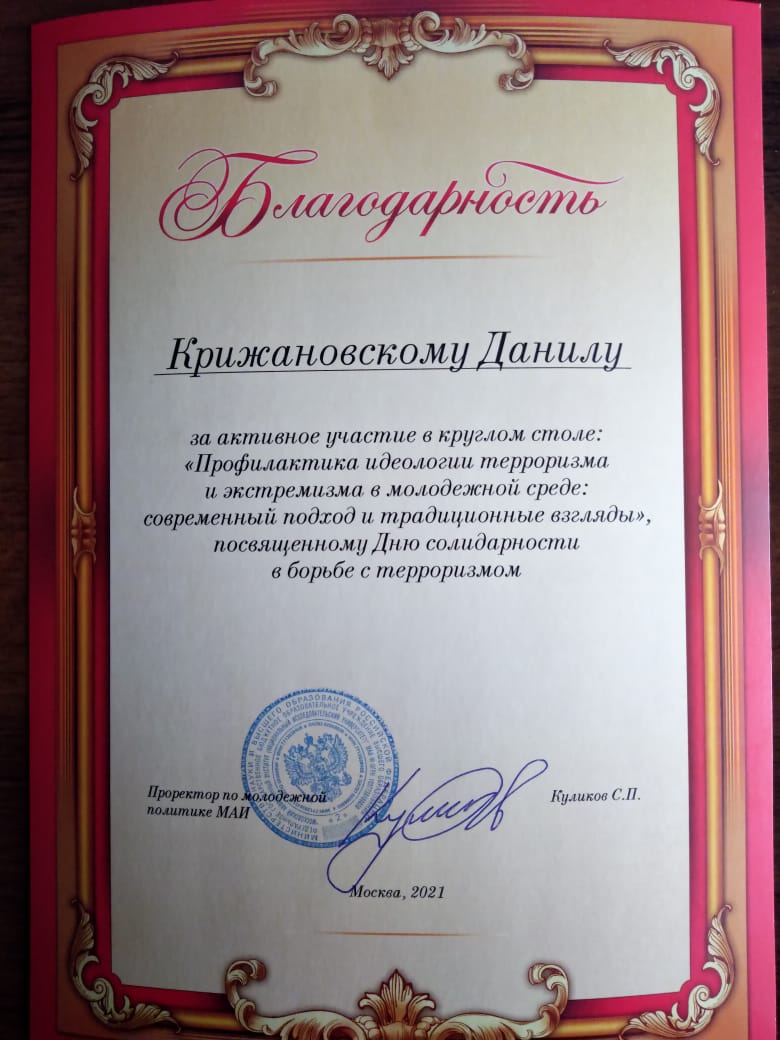 Благодарность
Крижановскому Данилу
за активное участие в круглом столе:
«Профилактика идеологии терроризма
и экстремизма в молодежной среде:
современный подход и традиционные взгляды»,
посвященному Дню солидарности
в борьбе с терроризмом
Проректор по молодежной
политике МАИ
Куликов С.П.
Москва, 2021